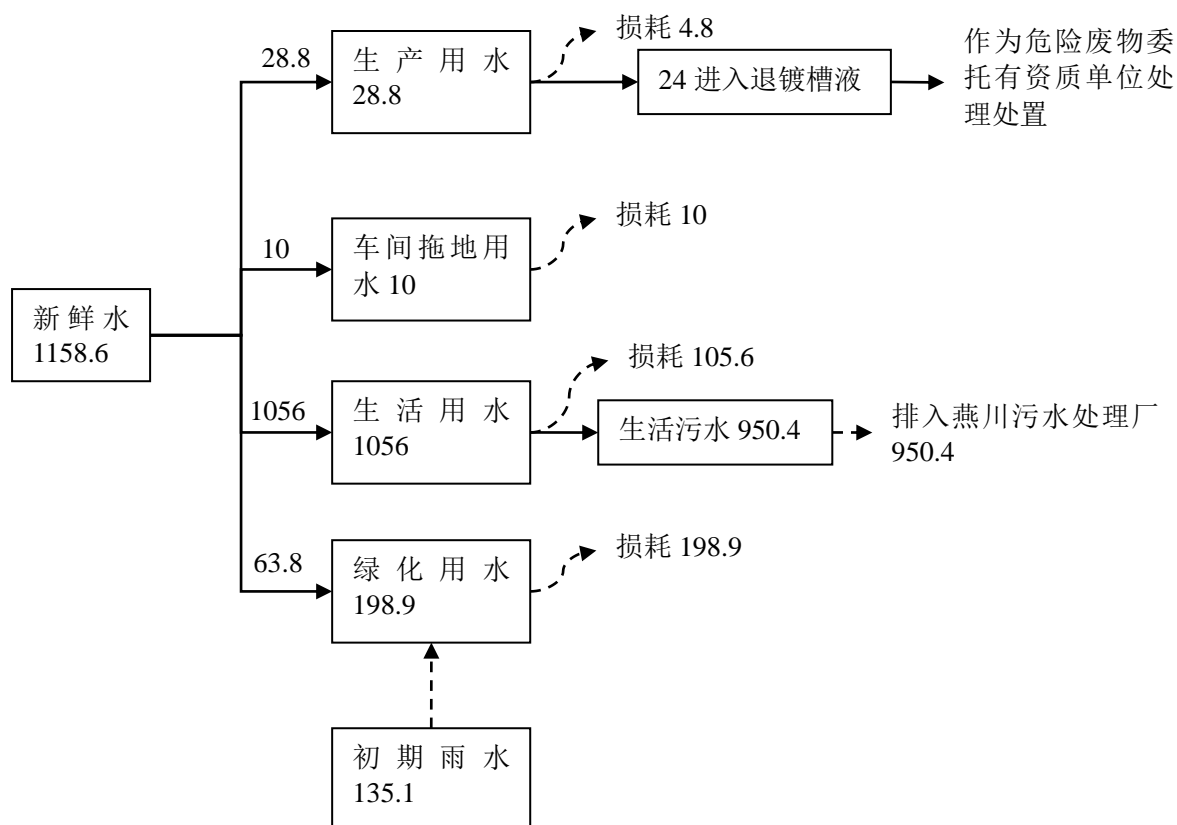 损耗 4.8
28.8
生产用水
28.8
24 进入退镀槽液
作为危险废物委
托有资质单位处
理处置
损耗 10
10
车间拖地用
水 10
新鲜水
1158.6
损耗 105.6
1056
生活用水
1056
生活污水 950.4
排入燕川污水处理厂
950.4
损耗 198.9
63.8
绿化用水
198.9
初期雨水
135.1